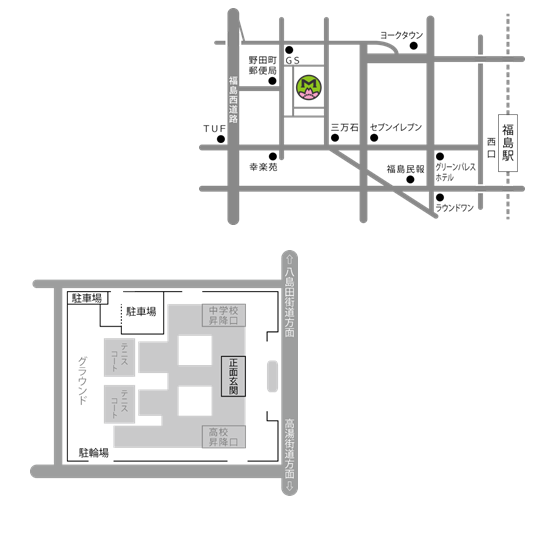 ヨークタウン
GS
野田町
郵便局
M
福島西道路
TUF
三万石
セブンイレブン
西口
福島駅
幸楽苑
福島民報
グリーンパレス
ホテル
ラウンドワン
⇧八島田街道方面
駐車場
駐車場
中学校
昇降口
テニス
コート
正面玄関
グラウンド
テニス
コート
高校
昇降口
高湯街道方面⇩
駐輪場